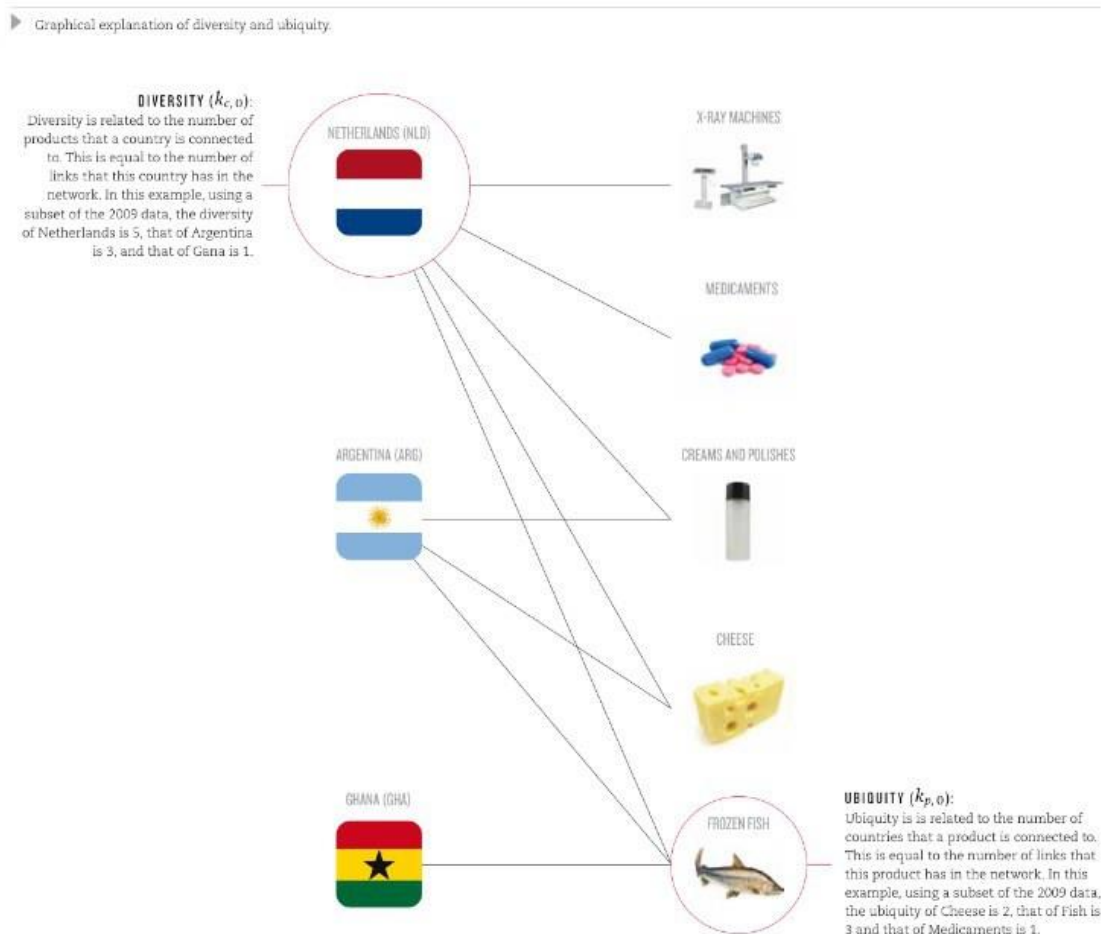 Graphical explanation of diversity and ubiquity.
DIVERSITY (kc,0):
Diversity is related to the number of
products that a country is connected
to. This is equal to the number of
links that this country has in the
network. In this example, using a
subset of the 2009 data, the diversity
of Netherlands is 5, that of Argentina
is 3, and that of Gana is 1.
NETHERLANDS (NLD)
X-RAY MACHINES
MEDICAMENTS
ARGENTINA (ARG)
CREAMS AND POLISHES
CHEESE
GHANA (GHA)
FROZEN FISH
UBIQUITY (kp,0):
Ubiquity is is related to the number of
countries that a product is connected to.
This is equal to the number of links that
this product has in the network. In this
example, using a subset of the 2009 data,
the ubiquity of Cheese is 2, that of Fish is
3 and that of Medicaments is 1.